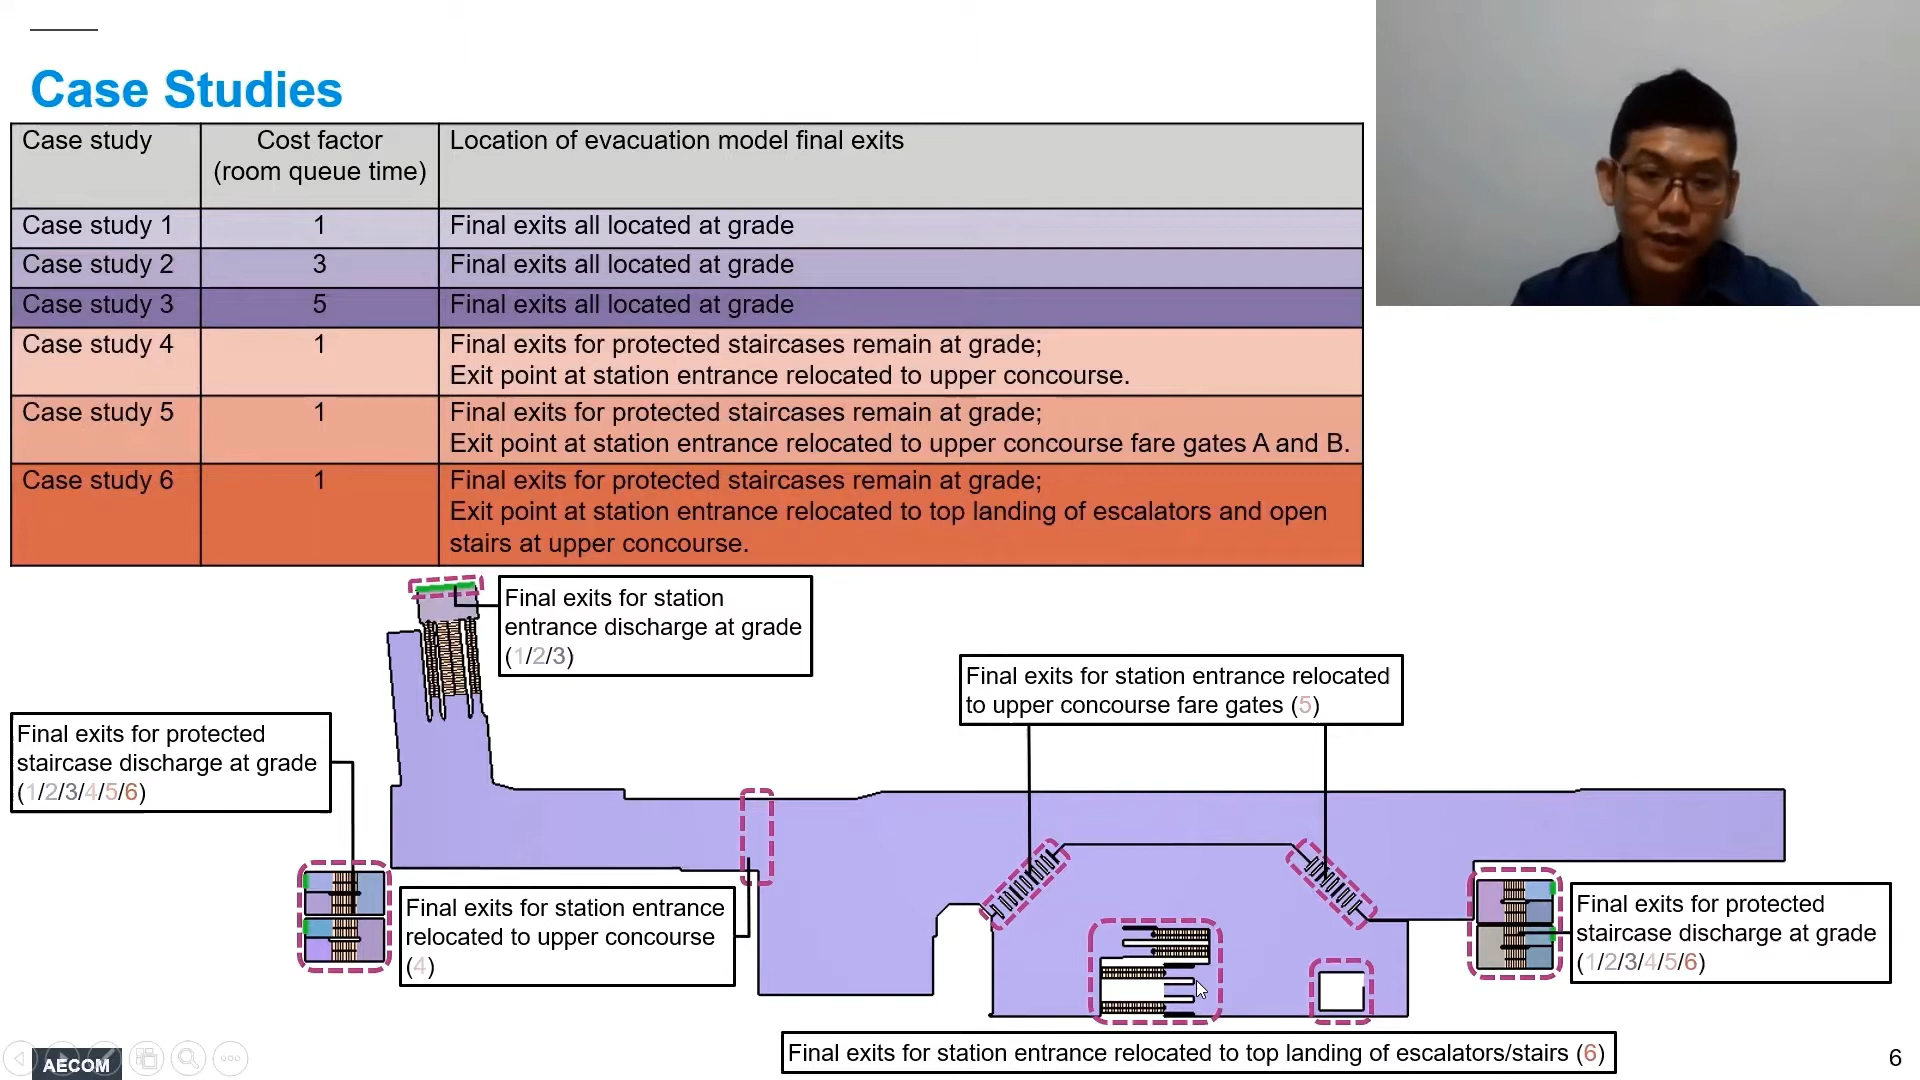 Case Studies
Case study
Cost factor
(room queue time)
Location of evacuation model final exits
Case study 1
1
Final exits all located at grade
Case study 2
3
Final exits all located at grade
Case study 3
5
Final exits all located at grade
Case study 4
1
Final exits for protected staircases remain at grade;
Exit point at station entrance relocated to upper concourse.
Case study 5
1
Final exits for protected staircases remain at grade;
Exit point at station entrance relocated to upper concourse fare gates A and B.
Case study 6
1
Final exits for protected staircases remain at grade;
Exit point at station entrance relocated to top landing of escalators and open
stairs at upper concourse.
Final exits for station
entrance discharge at grade
(1/2/3)
Final exits for station entrance relocated
to upper concourse fare gates (5)
Final exits for protected
staircase discharge at grade
(1/2/3/4/5/6)
Final exits for station entrance
relocated to upper concourse
(4)
Final exits for protected
staircase discharge at grade
(1/2/3/4/5/6)
Final exits for station entrance relocated to top landing of escalators/stairs (6)
AECOM
6